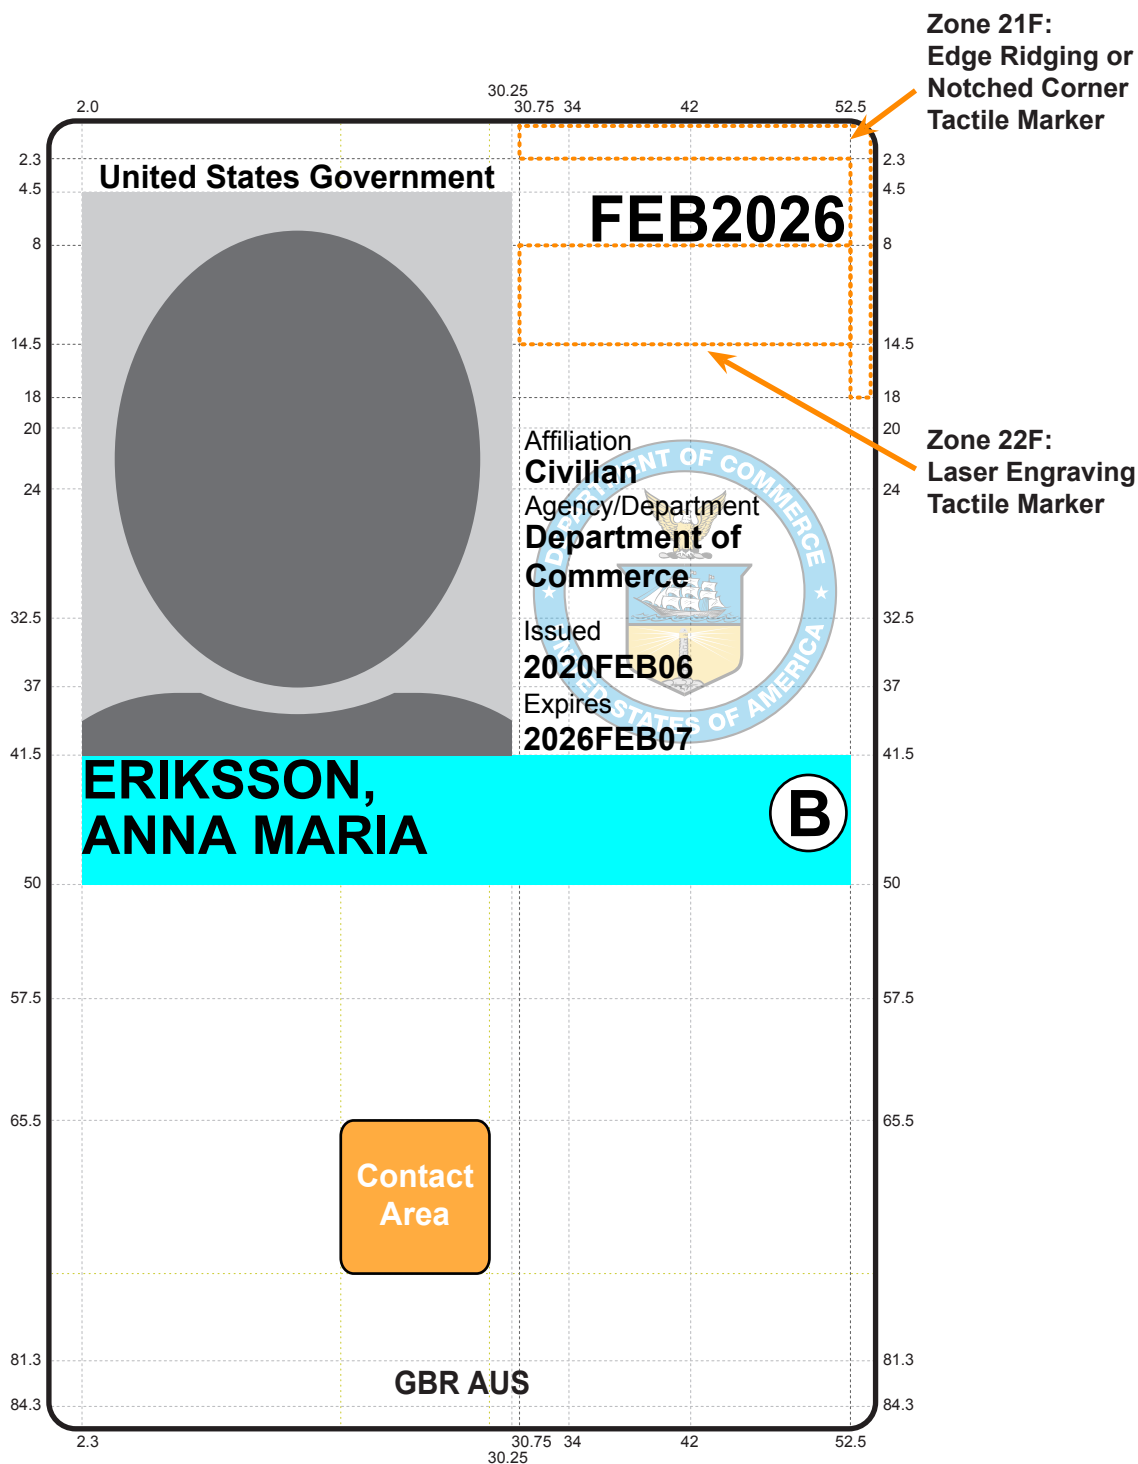 Zone 21F:
Edge Ridging or
Notched Corner
Tactile Marker
30.25
2.0 30.75 34 42 52.5
2.3 2.3
United States Government
4.5 4.5
FEB2026
8 8
14.5 14.5
18 18
20 20
Zone 22F:
Laser Engraving
Tactile Marker
Affiliation
Civilian
24 24
Agency/Department
Department of
Commerce
DEPARTMENT OF COMMERCE
UNITED STATES OF AMERICA
32.5 32.5
Issued
2020FEB06
37 37
Expires
2026FEB07
41.5 41.5
ERIKSSON,
ANNA MARIA
B
50 50
57.5 57.5
65.5 65.5
Contact
Area
81.3 81.3
GBR AUS
84.3 84.3
2.3 30.75 34 42 52.5
30.25